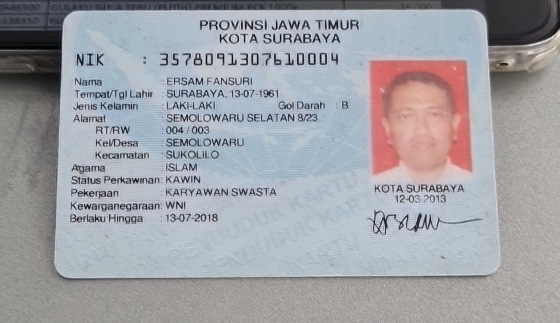 PROVINSI JAWA TIMUR
KOTA SURABAYA
NIK : 3578091307610004
Nama : ERSAM FANSURI
Tempat/Tgl Lahir : SURABAYA, 13-07-1961
Jenis Kelamin : LAKI-LAKI Gol Darah : B
Alamat : SEMOLOWARU SELATAN 8/23
RT/RW : 004 / 003
Kel/Desa : SEMOLOWARU
Kecamatan : SUKOLILO
Agama : ISLAM
Status Perkawinan: KAWIN
Pekerjaan : KARYAWAN SWASTA
Kewarganegaraan: WNI
Berlaku Hingga : 13-07-2018
KOTA SURABAYA
12-03-2013